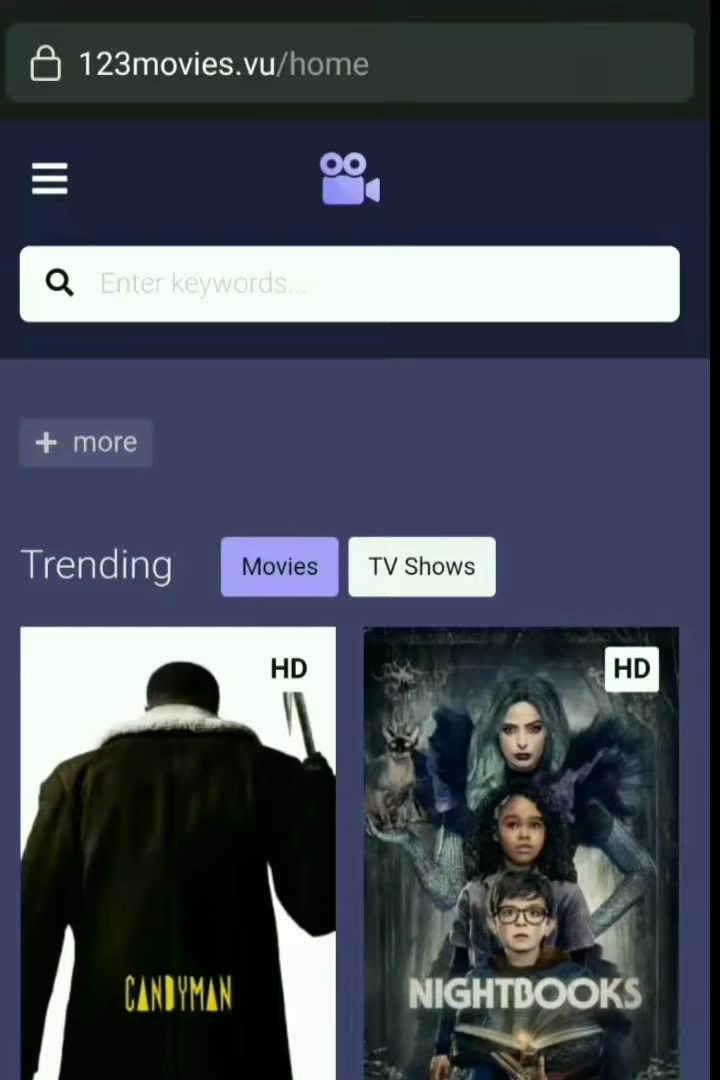 123movies.vu/home
Enter keywords...
+ more
Trending Movies TV Shows
HD HD
CANDYMAN
NIGHTBOOKS